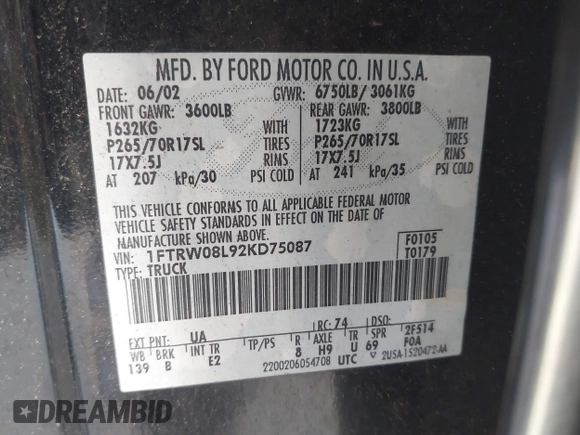 MFD. BY FORD MOTOR CO. IN U.S.A.
DATE: 06/02 GVWR: 6750LB/ 3061KG
FRONT GAWR: 3600LB REAR GAWR: 3800LB
1632KG WITH 1723KG WITH
P265/70R17SL TIRES P265/70R17SL TIRES
17X7.5J RIMS 17X7.5J RIMS
AT 207 kPa/30 PSI COLD AT 241 kPa/35 PSI COLD
THIS VEHICLE CONFORMS TO ALL APPLICABLE FEDERAL MOTOR
VEHICLE SAFETY STANDARDS IN EFFECT ON THE DATE OF
MANUFACTURE SHOWN ABOVE.
VIN: 1FTRW08L92KD75087 F0105
TYPE: TRUCK T0179
EXT PNT: UA RC: 74 DSO:
WB BRK INT TR TP/PS R AXLE TR SPR 2F514
139 B E2 8 H9 U 69 F0A
2200206054708 UTC ▽ 2USA-1520472-AA
DREAMBID